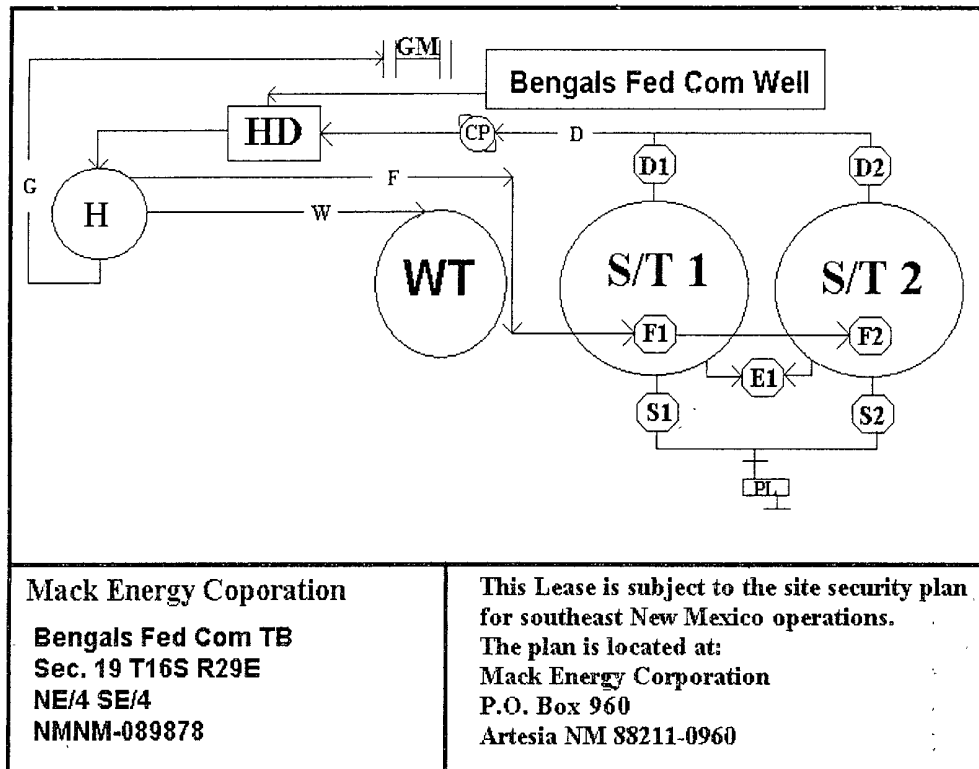 GM
Bengals Fed Com Well
HD
CP
D
D1
D2
G
F
H
W
WT
S/T 1
S/T 2
F1
F2
E1
S1
S2
PL
Mack Energy Coporation
Bengals Fed Com TB
Sec. 19 T16S R29E
NE/4 SE/4
NMNM-089878
This Lease is subject to the site security plan
for southeast New Mexico operations.
The plan is located at:
Mack Energy Corporation
P.O. Box 960
Artesia NM 88211-0960